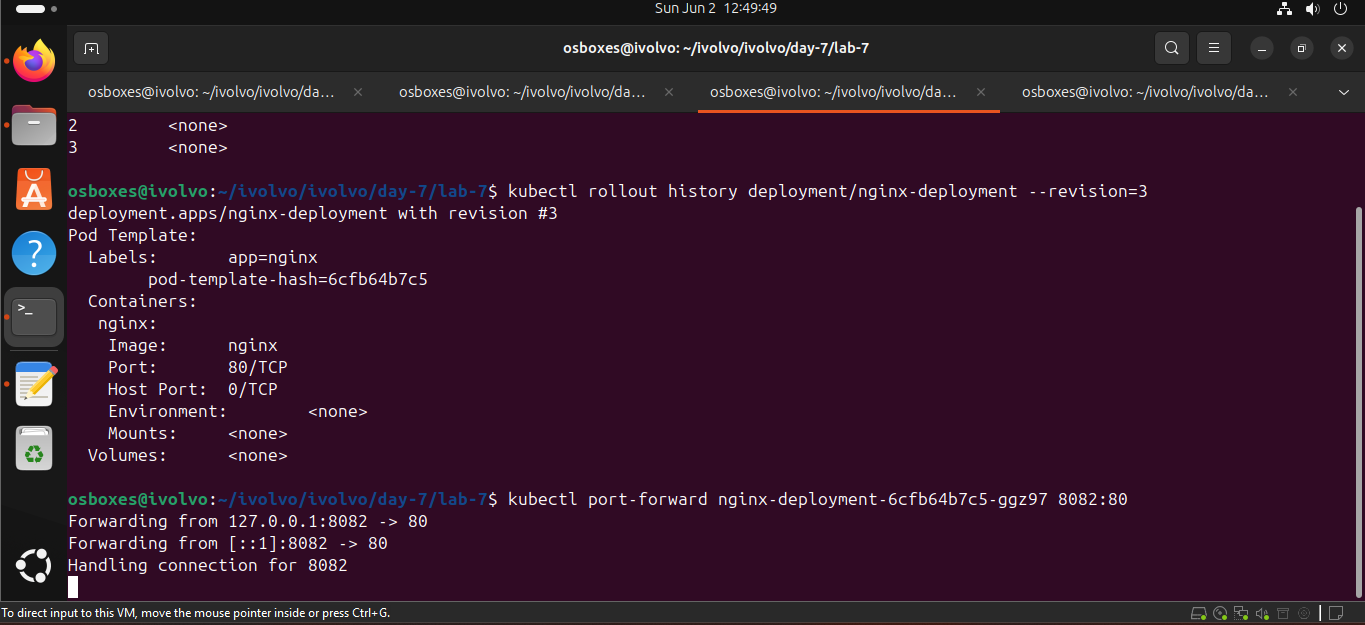 Sun Jun 2 12:49:49
osboxes@ivolvo: ~/ivolvo/ivolvo/day-7/lab-7
osboxes@ivolvo: ~/ivolvo/ivolvo/da...
osboxes@ivolvo: ~/ivolvo/ivolvo/da...
osboxes@ivolvo: ~/ivolvo/ivolvo/da...
osboxes@ivolvo: ~/ivolvo/ivolvo/da...
2 <none>
3 <none>
osboxes@ivolvo:~/ivolvo/ivolvo/day-7/lab-7$ kubectl rollout history deployment/nginx-deployment --revision=3
deployment.apps/nginx-deployment with revision #3
Pod Template:
Labels: app=nginx
pod-template-hash=6cfb64b7c5
Containers:
nginx:
Image: nginx
Port: 80/TCP
Host Port: 0/TCP
Environment: <none>
Mounts: <none>
Volumes: <none>
osboxes@ivolvo:~/ivolvo/ivolvo/day-7/lab-7$ kubectl port-forward nginx-deployment-6cfb64b7c5-ggz97 8082:80
Forwarding from 127.0.0.1:8082 -> 80
Forwarding from [::1]:8082 -> 80
Handling connection for 8082
To direct input to this VM, move the mouse pointer inside or press Ctrl+G.